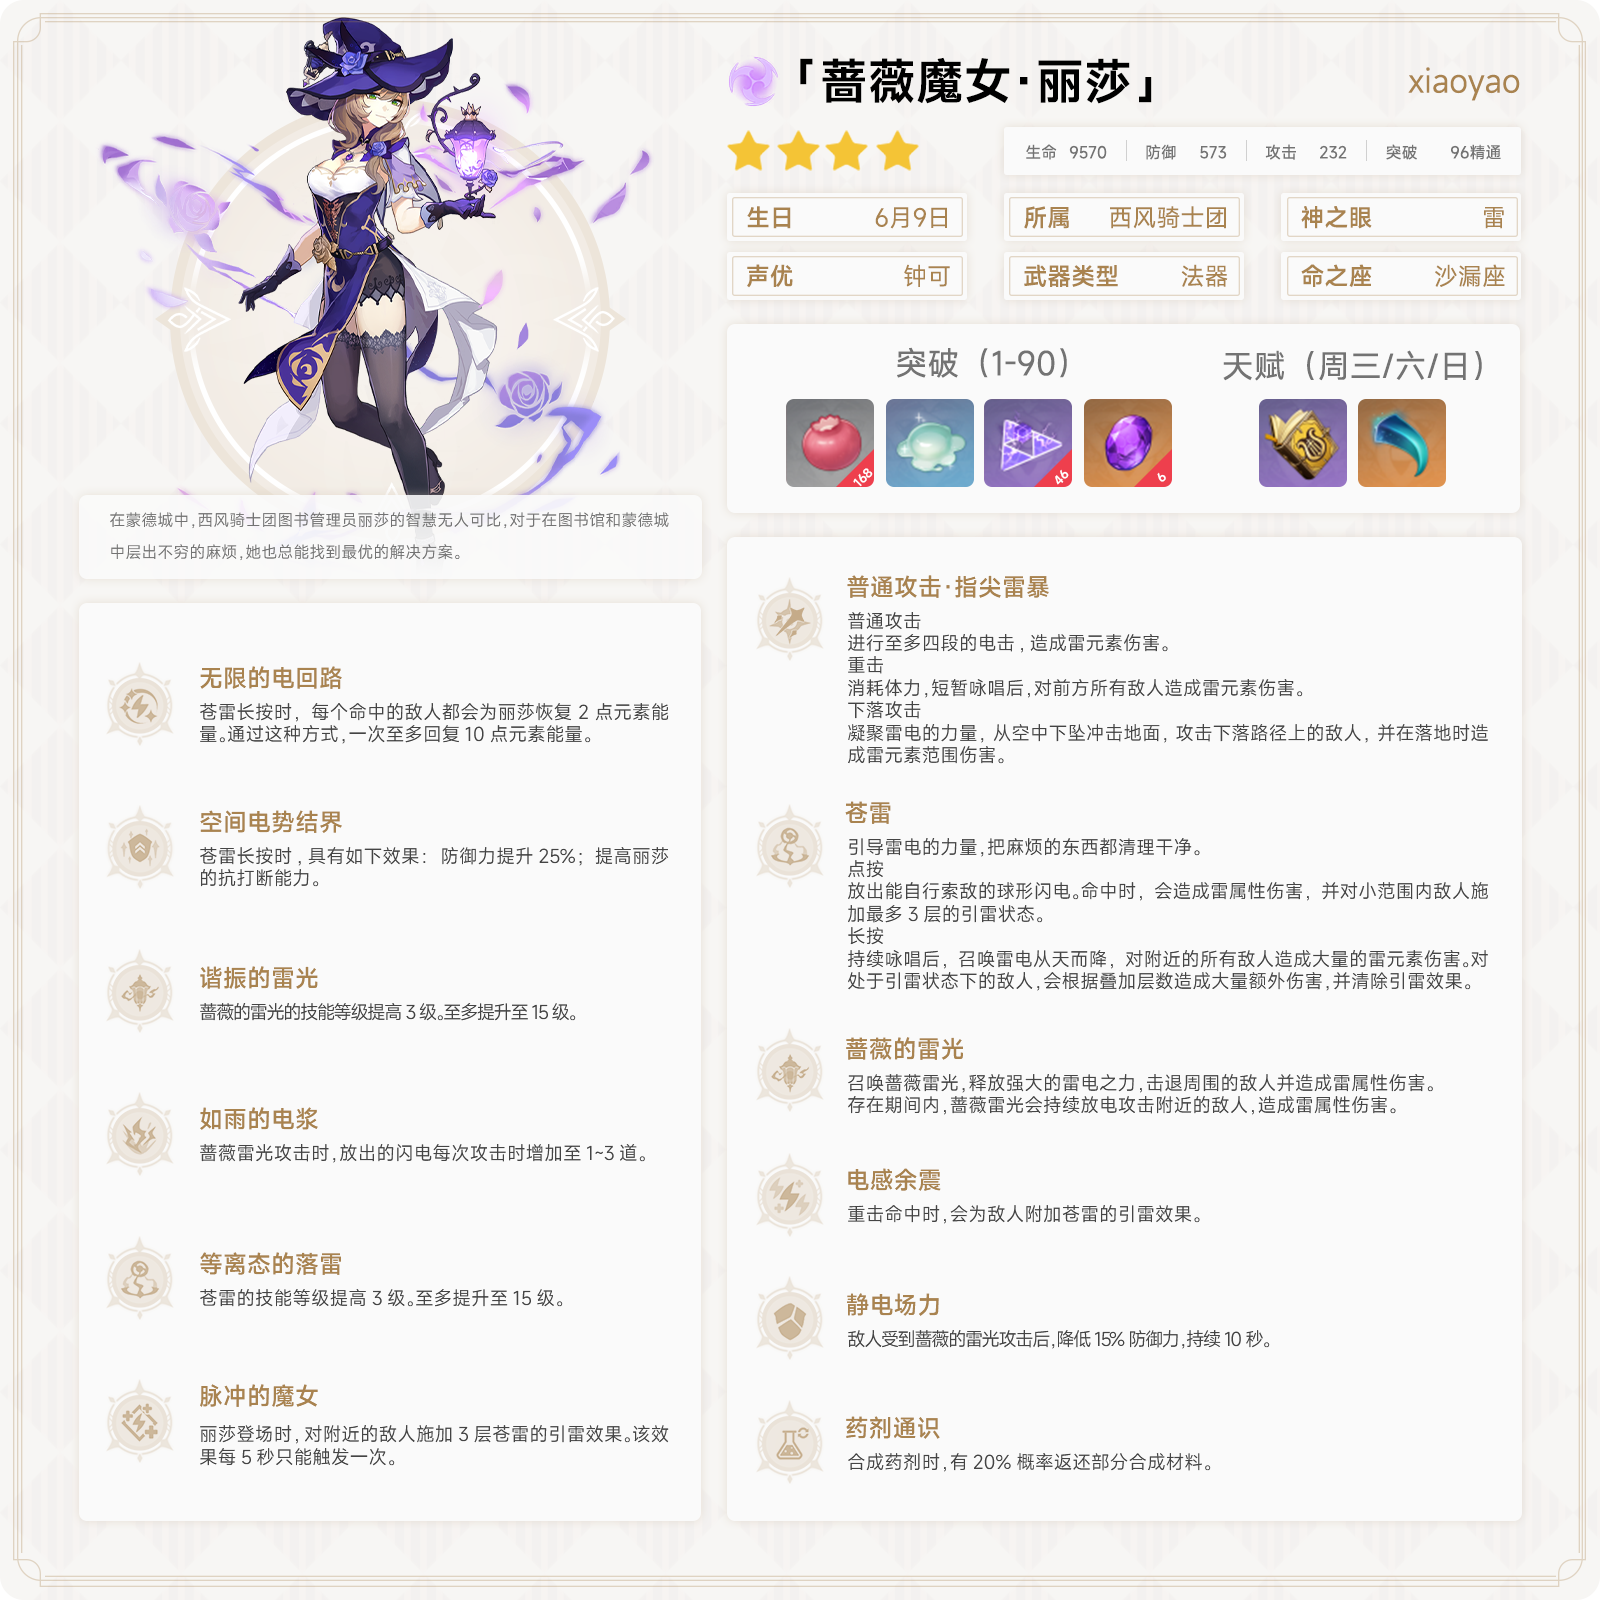 「蔷薇魔女·丽莎」
xiaoyao
生命 9570 防御 573 攻击 232 突破 96精通
生日 6月9日
所属 西风骑士团
神之眼 雷
声优 钟可
武器类型 法器
命之座 沙漏座
突破（1-90）
天赋（周三/六/日）
168
46
6
在蒙德城中,西风骑士团图书管理员丽莎的智慧无人可比,对于在图书馆和蒙德城
中层出不穷的麻烦,她也总能找到最优的解决方案。
无限的电回路
苍雷长按时，每个命中的敌人都会为丽莎恢复 2 点元素能
量。通过这种方式,一次至多回复 10 点元素能量。
空间电势结界
苍雷长按时，具有如下效果：防御力提升 25%；提高丽莎
的抗打断能力。
谐振的雷光
蔷薇的雷光的技能等级提高 3 级。至多提升至 15 级。
如雨的电浆
蔷薇雷光攻击时,放出的闪电每次攻击时增加至 1~3 道。
等离态的落雷
苍雷的技能等级提高 3 级。至多提升至 15 级。
脉冲的魔女
丽莎登场时,对附近的敌人施加 3 层苍雷的引雷效果。该效
果每 5 秒只能触发一次。
普通攻击·指尖雷暴
普通攻击
进行至多四段的电击，造成雷元素伤害。
重击
消耗体力,短暂咏唱后,对前方所有敌人造成雷元素伤害。
下落攻击
凝聚雷电的力量，从空中下坠冲击地面，攻击下落路径上的敌人，并在落地时造
成雷元素范围伤害。
苍雷
引导雷电的力量,把麻烦的东西都清理干净。
点按
放出能自行索敌的球形闪电。命中时，会造成雷属性伤害，并对小范围内敌人施
加最多 3 层的引雷状态。
长按
持续咏唱后，召唤雷电从天而降，对附近的所有敌人造成大量的雷元素伤害。对
处于引雷状态下的敌人,会根据叠加层数造成大量额外伤害,并清除引雷效果。
蔷薇的雷光
召唤蔷薇雷光,释放强大的雷电之力,击退周围的敌人并造成雷属性伤害。
存在期间内,蔷薇雷光会持续放电攻击附近的敌人,造成雷属性伤害。
电感余震
重击命中时,会为敌人附加苍雷的引雷效果。
静电场力
敌人受到蔷薇的雷光攻击后,降低 15% 防御力,持续 10 秒。
药剂通识
合成药剂时,有 20% 概率返还部分合成材料。